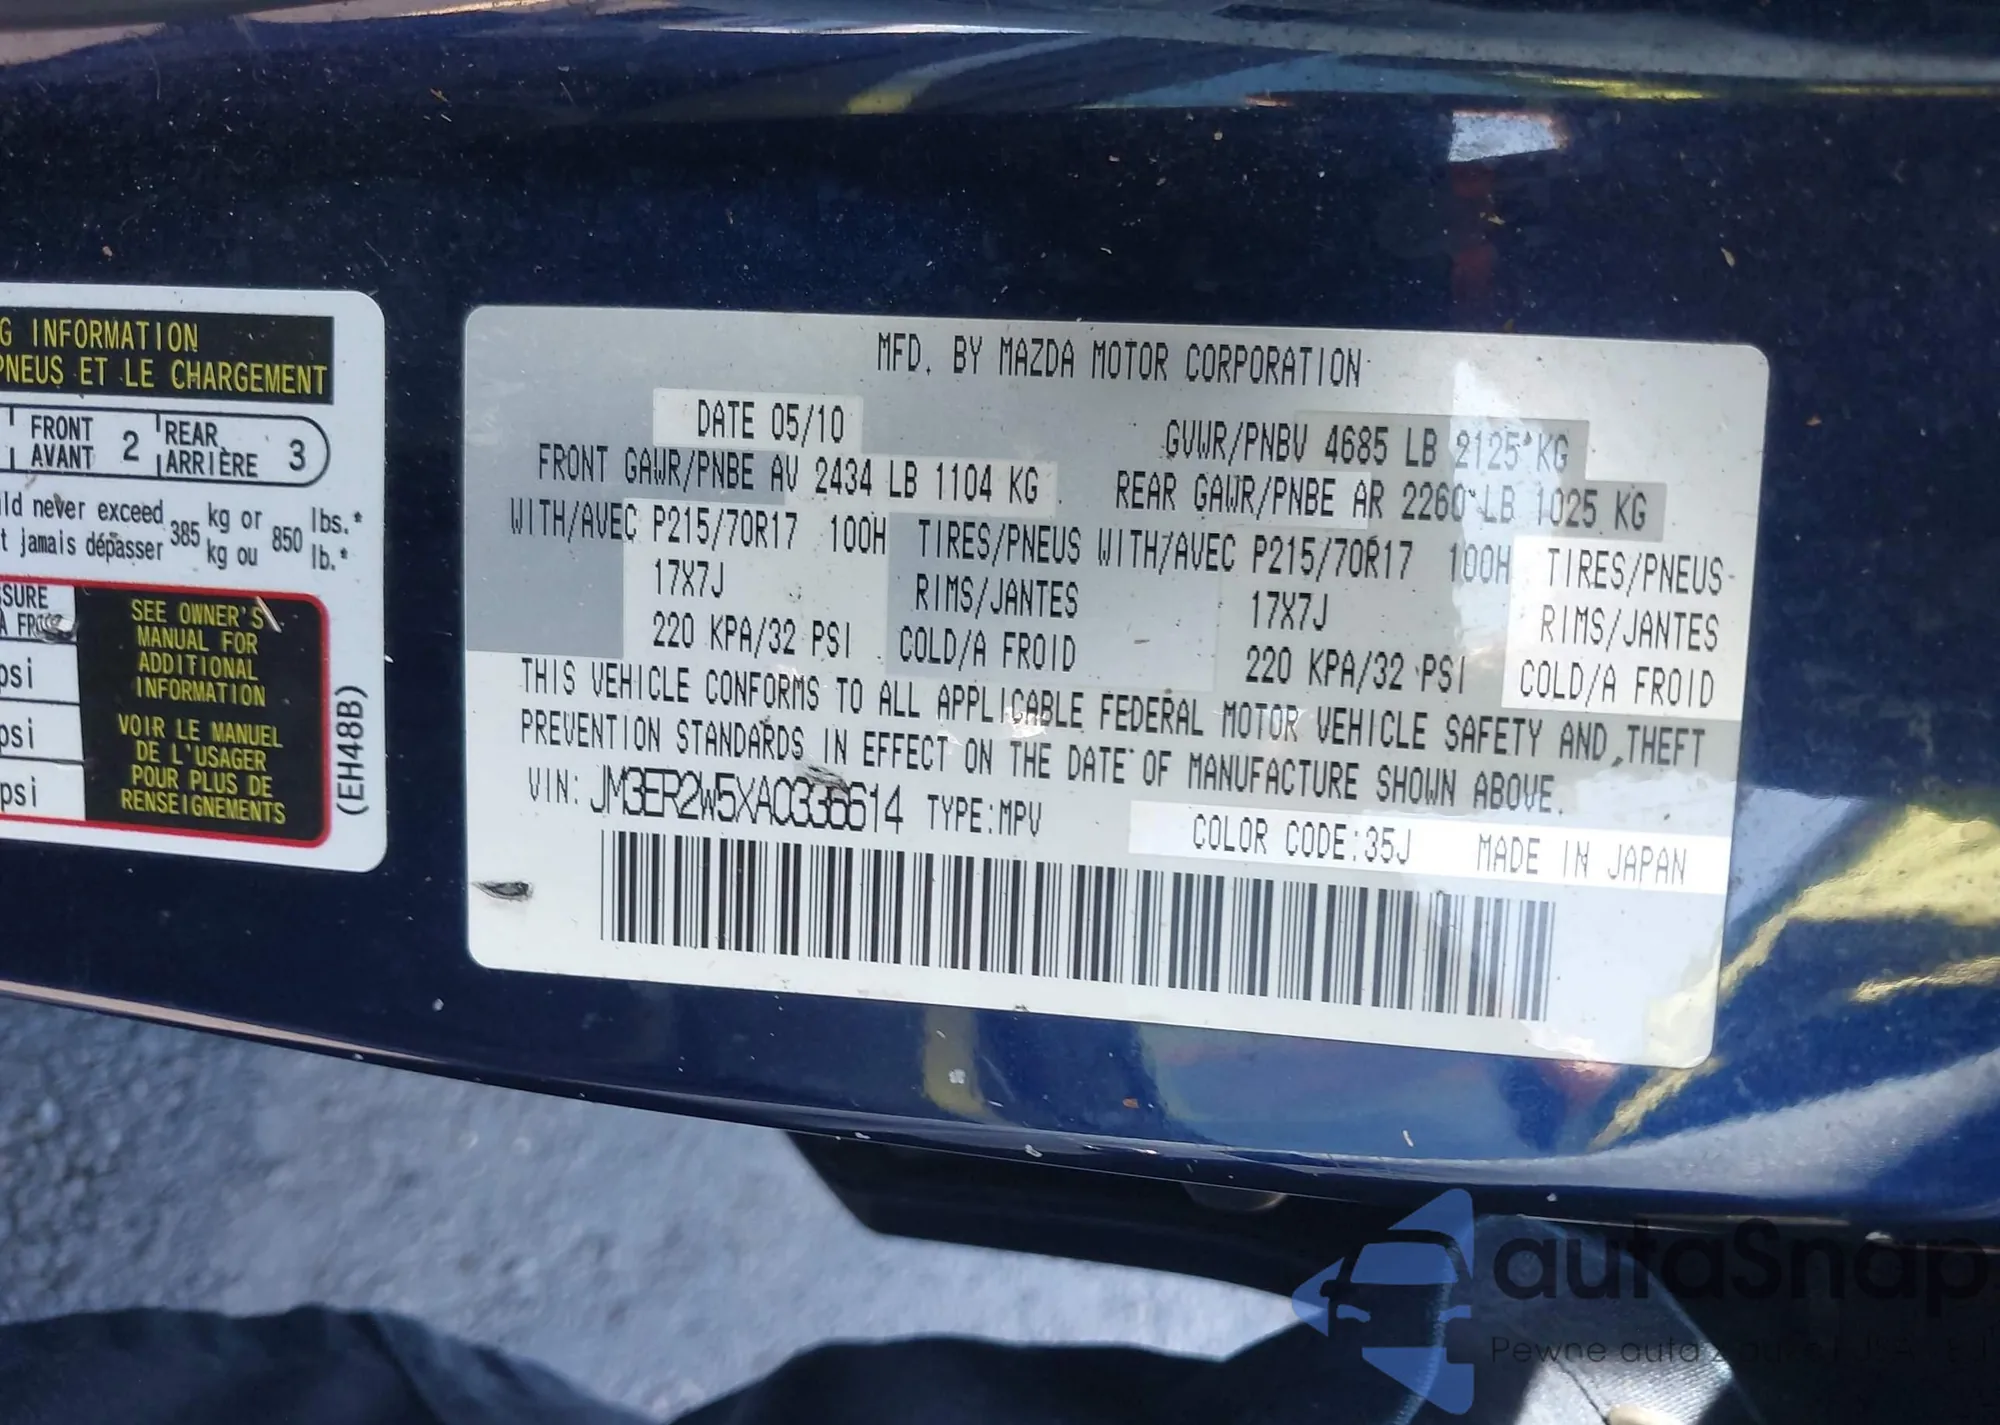 G INFORMATION
PNEUS ET LE CHARGEMENT
FRONT
AVANT 2 REAR
ARRIÈRE 3
never exceed 385 kg or 850 lbs.*
jamais dépasser kg ou lb.*
SEE OWNER'S
MANUAL FOR
ADDITIONAL
INFORMATION
VOIR LE MANUEL
DE L'USAGER
POUR PLUS DE
RENSEIGNEMENTS
psi
psi
psi
(EH48B)
MFD. BY MAZDA MOTOR CORPORATION
DATE 05/10 GVWR/PNBV 4685 LB 2125 KG
FRONT GAWR/PNBE AV 2434 LB 1104 KG REAR GAWR/PNBE AR 2260 LB 1025 KG
WITH/AVEC P215/70R17 100H TIRES/PNEUS WITH/AVEC P215/70R17 100H TIRES/PNEUS
17X7J RIMS/JANTES 17X7J RIMS/JANTES
220 KPA/32 PSI COLD/A FROID 220 KPA/32 PSI COLD/A FROID
THIS VEHICLE CONFORMS TO ALL APPLICABLE FEDERAL MOTOR VEHICLE SAFETY AND THEFT
PREVENTION STANDARDS IN EFFECT ON THE DATE OF MANUFACTURE SHOWN ABOVE.
VIN: JM3ER2W5XA0336614 TYPE:MPV COLOR CODE:35J MADE IN JAPAN
autaSnap
Pewne auta z